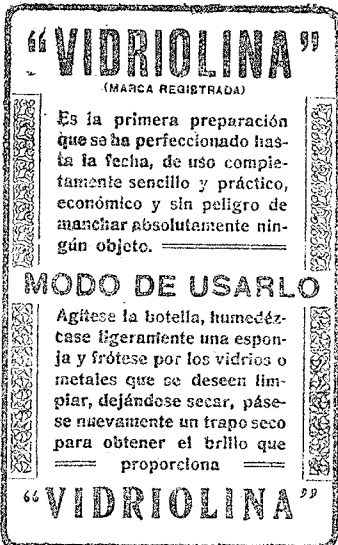 “VIDRIOLINA”
(MARCA REGISTRADA)
Es la primera preparación
que se ha perfeccionado has-
ta la fecha, de uso comple-
tamente sencillo y práctico,
económico y sin peligro de
manchar absolutamente nin-
gún objeto.
MODO DE USARLO
Agítese la botella, humedéz-
case ligeramente una espon-
ja y frótese por los vidrios o
metales que se deseen lim-
piar, dejándose secar, páse-
se nuevamente un trapo seco
para obtener el brillo que
proporciona
“VIDRIOLINA”